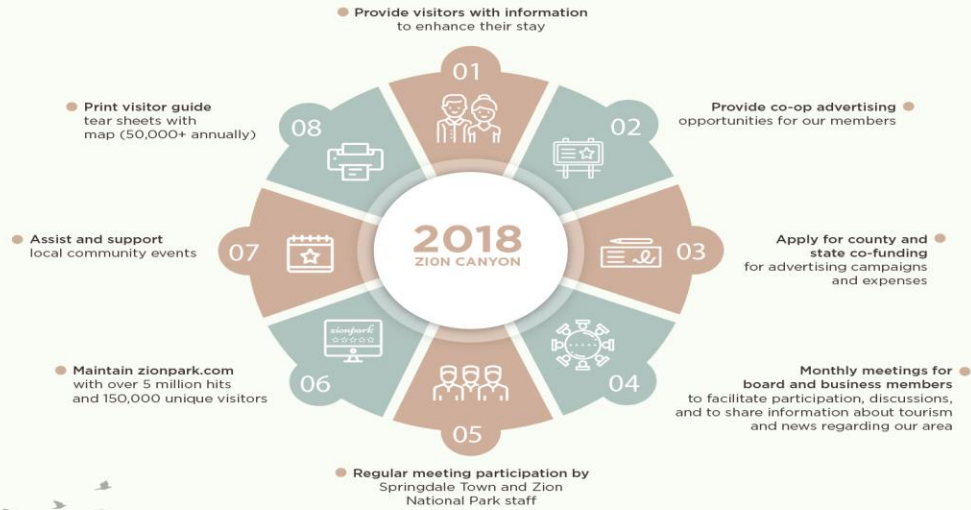 Provide visitors with information
to enhance their stay
01
Print visitor guide
tear sheets with
map (50,000+ annually)
08
02
Provide co-op advertising
opportunities for our members
Assist and support
local community events
07
2018
ZION CANYON
03
Apply for county and
state co-funding
for advertising campaigns
and expenses
Maintain zionpark.com
with over 5 million hits
and 150,000 unique visitors
zionpark
06
04
Monthly meetings for
board and business members
to facilitate participation, discussions,
and to share information about tourism
and news regarding our area
05
Regular meeting participation by
Springdale Town and Zion
National Park staff